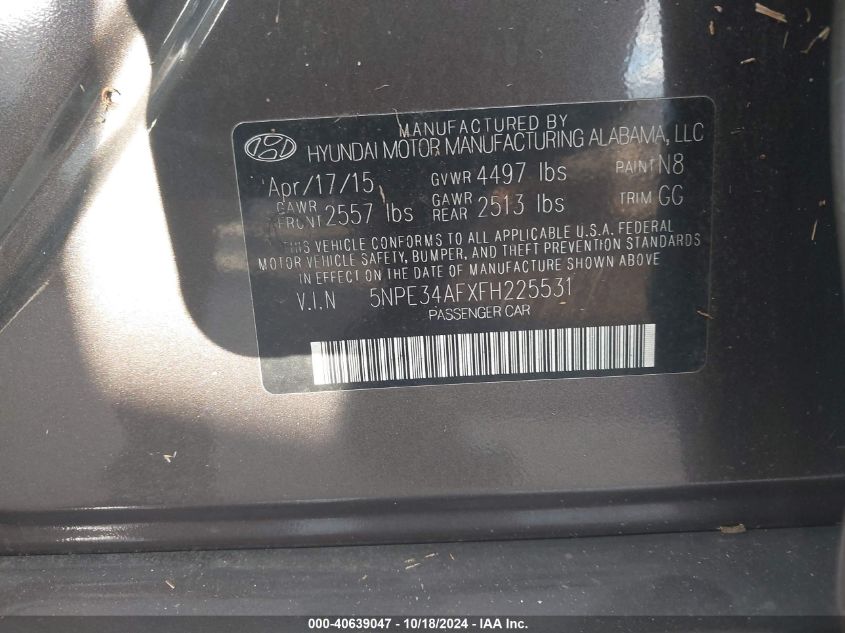 MANUFACTURED BY
HYUNDAI MOTOR MANUFACTURING ALABAMA, LLC
Apr/17/15 GVWR 4497 lbs PAINT N8
GAWR FRONT 2557 lbs GAWR REAR 2513 lbs TRIM GG
THIS VEHICLE CONFORMS TO ALL APPLICABLE U.S.A. FEDERAL
MOTOR VEHICLE SAFETY, BUMPER, AND THEFT PREVENTION STANDARDS
IN EFFECT ON THE DATE OF MANUFACTURE SHOWN ABOVE.
V.I.N 5NPE34AFXFH225531
PASSENGER CAR
000-40639047 - 10/18/2024 - IAA Inc.